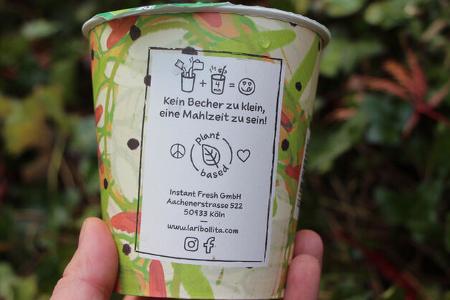 + 4 =
Kein Becher zu klein,
eine Mahlzeit zu sein!
plant
based
Instant Fresh GmbH
Aachenerstrasse 522
50933 Köln
www.laribollita.com